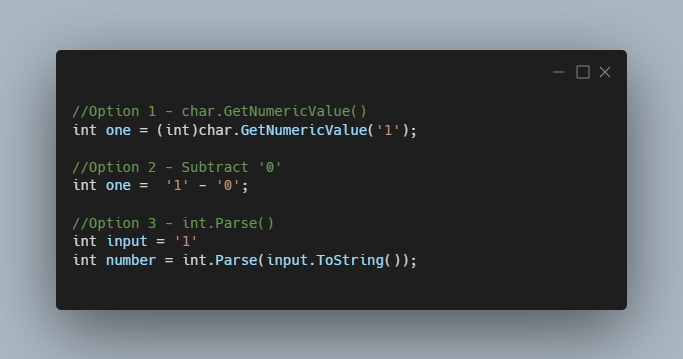 //Option 1 - char.GetNumericValue()
int one = (int)char.GetNumericValue('1');
//Option 2 - Subtract '0'
int one =  '1' - '0';
//Option 3 - int.Parse()
int input = '1'
int number = int.Parse(input.ToString());